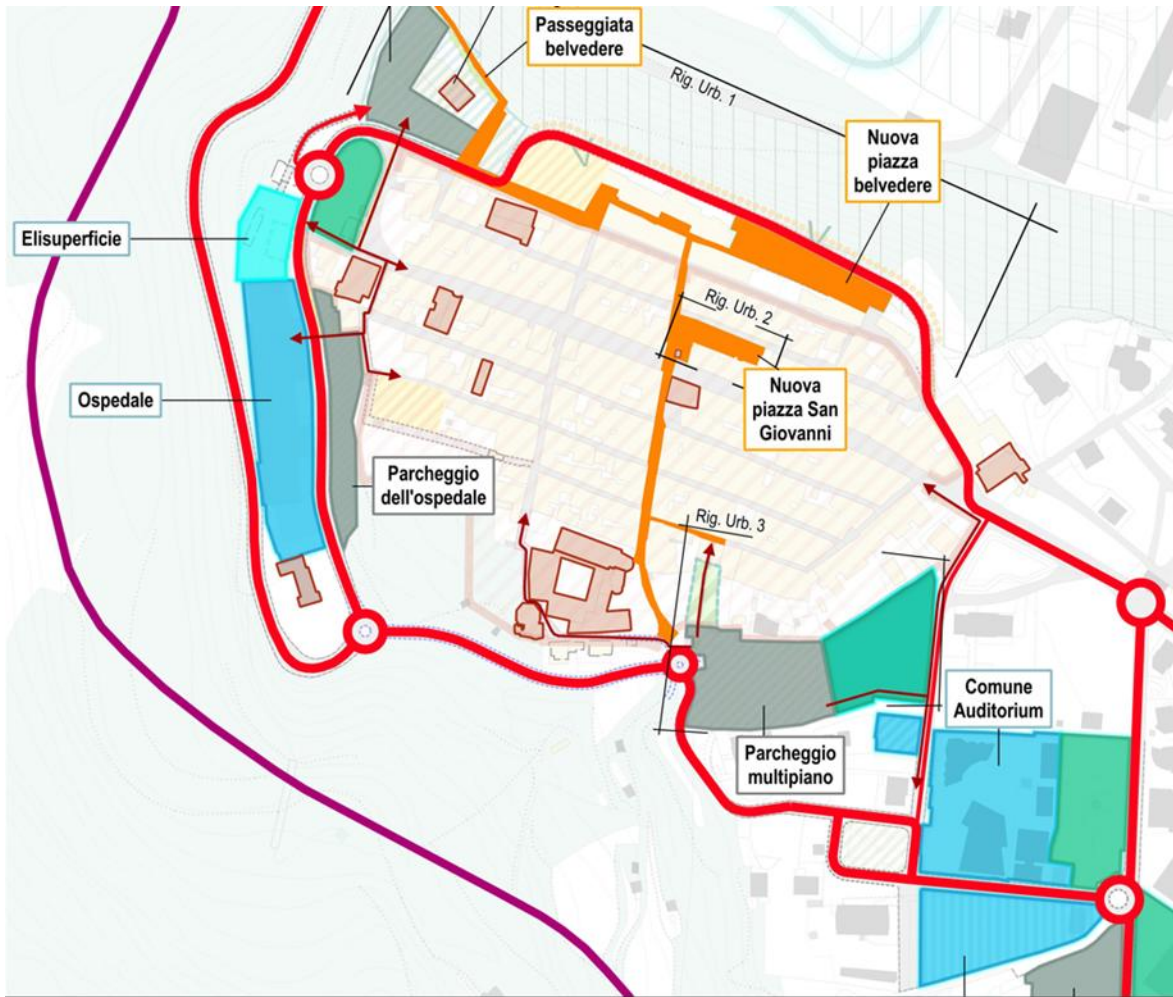 Passeggiata
belvedere
Rig. Urb. 1
Nuova
piazza
belvedere
Elisuperficie
Rig. Urb. 2
Ospedale
Nuova
piazza San
Giovanni
Parcheggio
dell'ospedale
Rig. Urb. 3
Comune
Auditorium
Parcheggio
multipiano